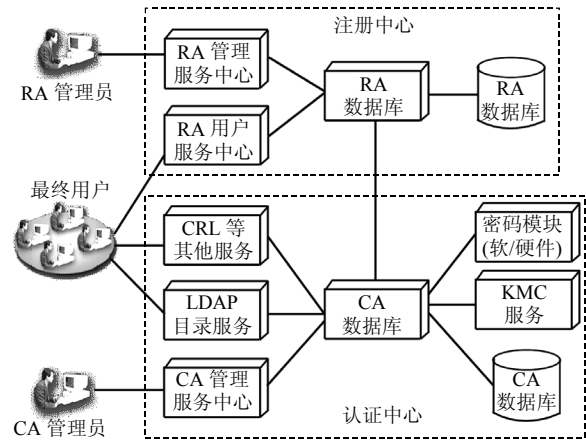 注册中心
RA 管理
服务中心
RA 管理员
RA
数据库
RA
数据库
RA 用户
服务中心
最终用户
CRL 等
其他服务
密码模块
(软/硬件)
LDAP
目录服务
CA
数据库
KMC
服务
CA 管理
服务中心
CA
数据库
CA 管理员
认证中心